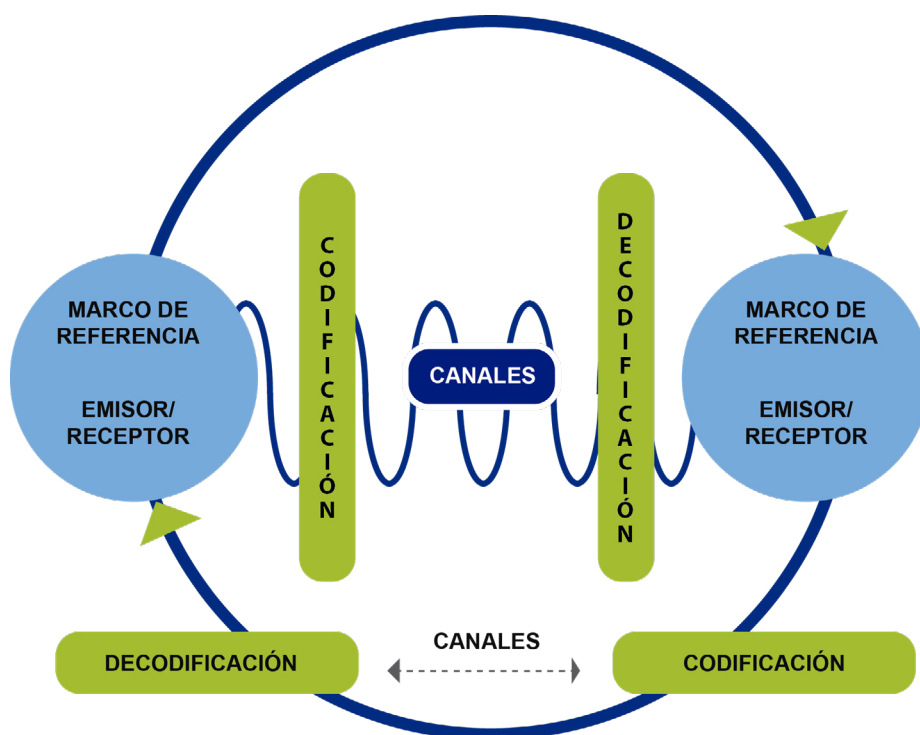 MARCO DE
REFERENCIA
EMISOR/
RECEPTOR
CODIFICACIÓN
CANALES
DECODIFICACIÓN
MARCO DE
REFERENCIA
EMISOR/
RECEPTOR
DECODIFICACIÓN
CANALES
CODIFICACIÓN